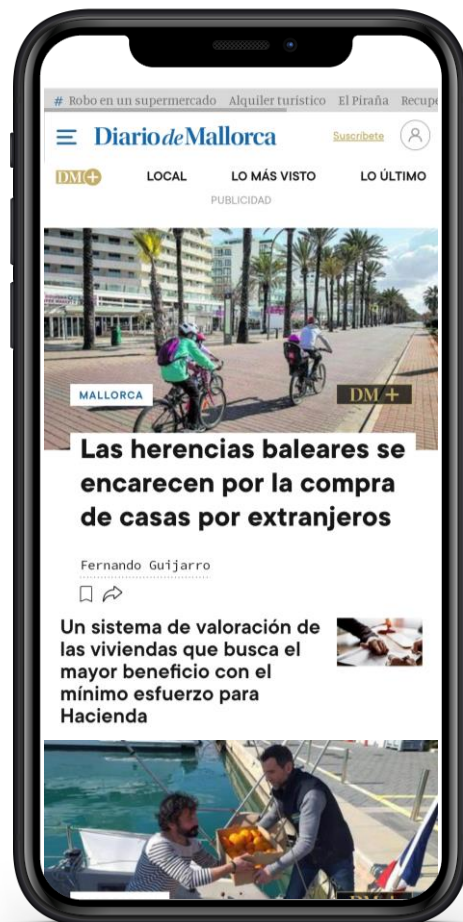 # Robo en un supermercado Alquiler turístico El Piraña Recupe
Diario de Mallorca Suscríbete
DM+ LOCAL LO MÁS VISTO LO ÚLTIMO
PUBLICIDAD
MALLORCA
DM+
Las herencias baleares se
encarecen por la compra
de casas por extranjeros
Fernando Guijarro
Un sistema de valoración de
las viviendas que busca el
mayor beneficio con el
mínimo esfuerzo para
Hacienda
DM+